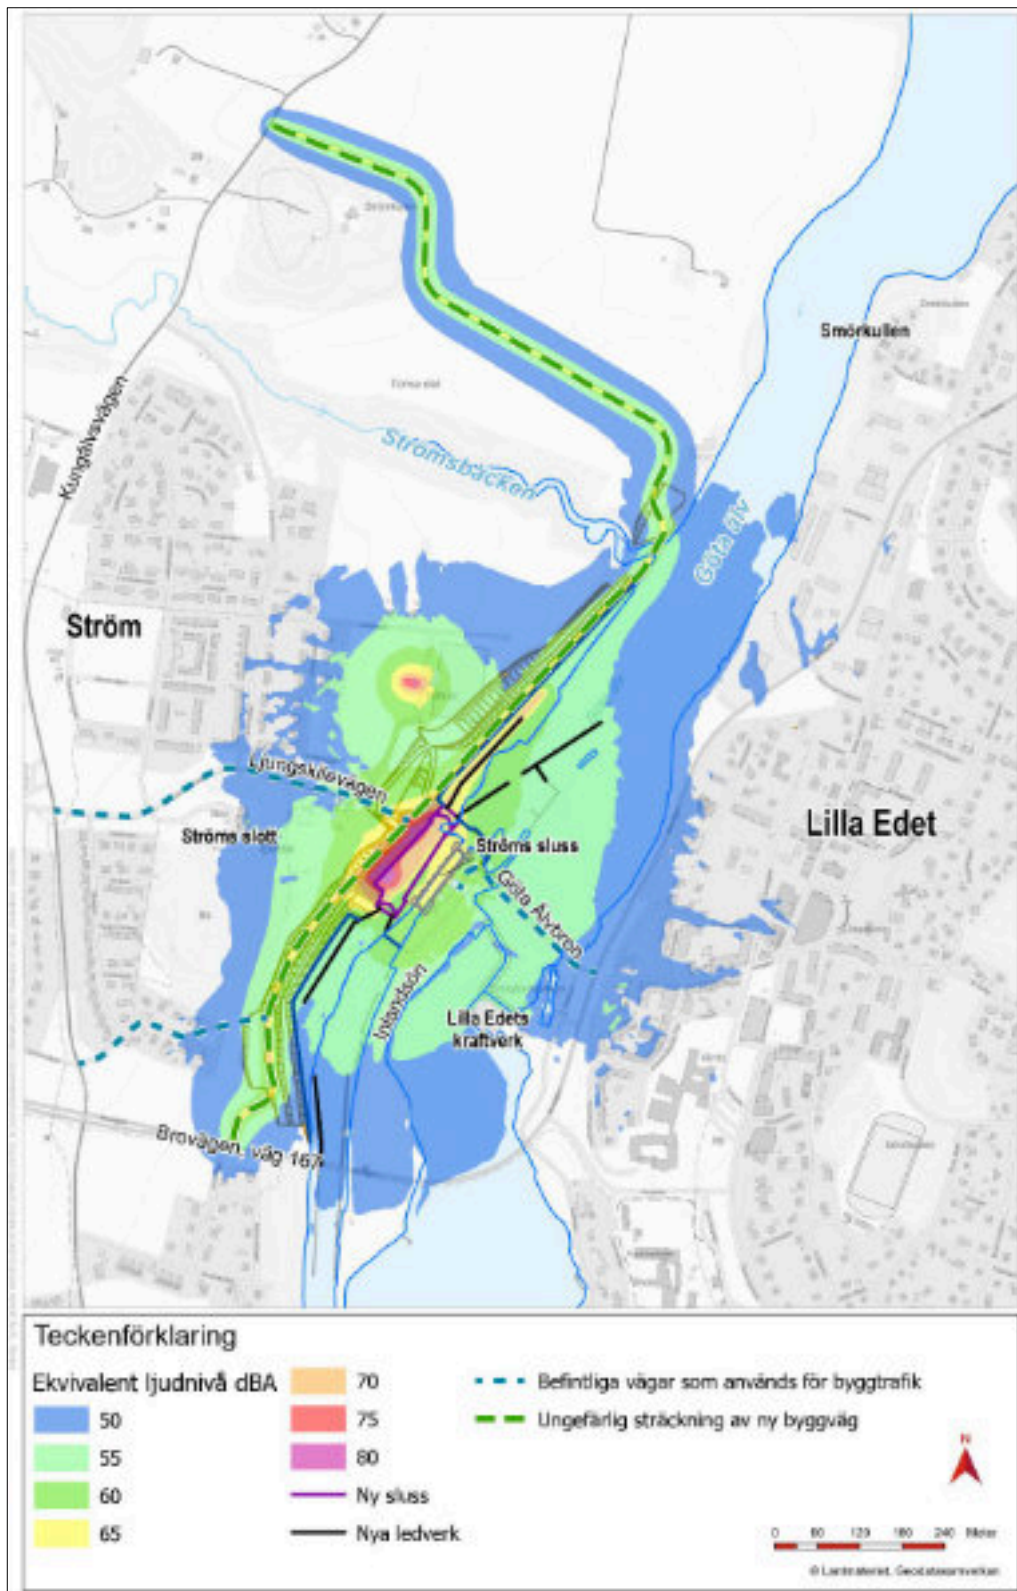 Smörkullen
Kungälvsvägen
Strömsbäcken
Göta älv
Ström
Ljungskilevägen
Ströms slott
Ströms sluss
Lilla Edet
Göta Älvbron
Inlandsön
Lilla Edets
kraftverk
Brovägen, väg 167
Teckenförklaring
Ekvivalent ljudnivå dBA
50
55
60
65
70
75
80
Ny sluss
Nya ledverk
Befintliga vägar som används för byggtrafik
Ungefärlig sträckning av ny byggväg
N
0 60 120 180 240 Meter
© Lantmäteriet, Geodatasamverkan